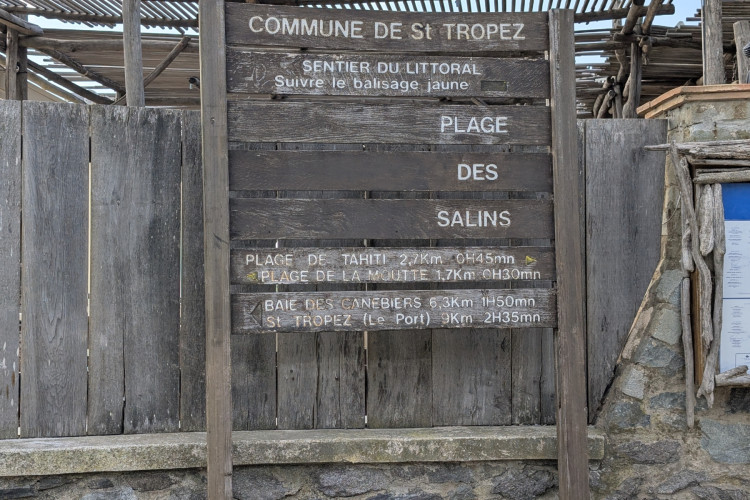 COMMUNE DE St TROPEZ
SENTIER DU LITTORAL
Suivre le balisage jaune
PLAGE
DES
SALINS
PLAGE DE TAHITI 2,7Km 0H45mn
PLAGE DE LA MOUTTE 1,7Km 0H30mn
BAIE DES CANEBIERS 6,3Km 1H50mn
St TROPEZ (Le Port) 9Km 2H35mn